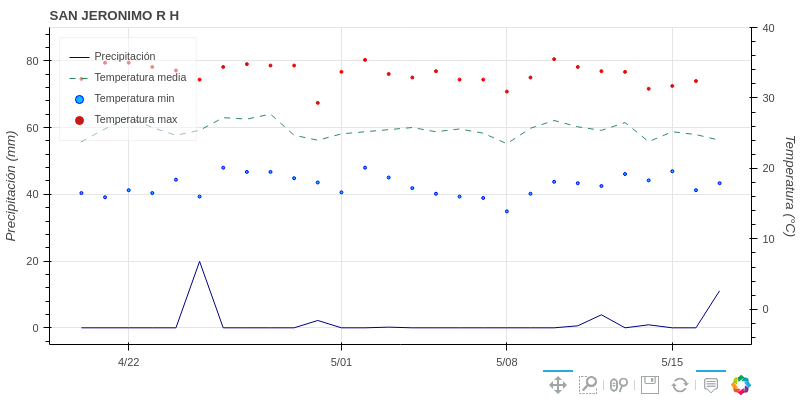 SAN JERONIMO R H
Precipitación
Temperatura media
Temperatura min
Temperatura max
Precipitación (mm)
80
60
40
20
0
Temperatura (°C)
40
30
20
10
0
4/22
5/01
5/08
5/15